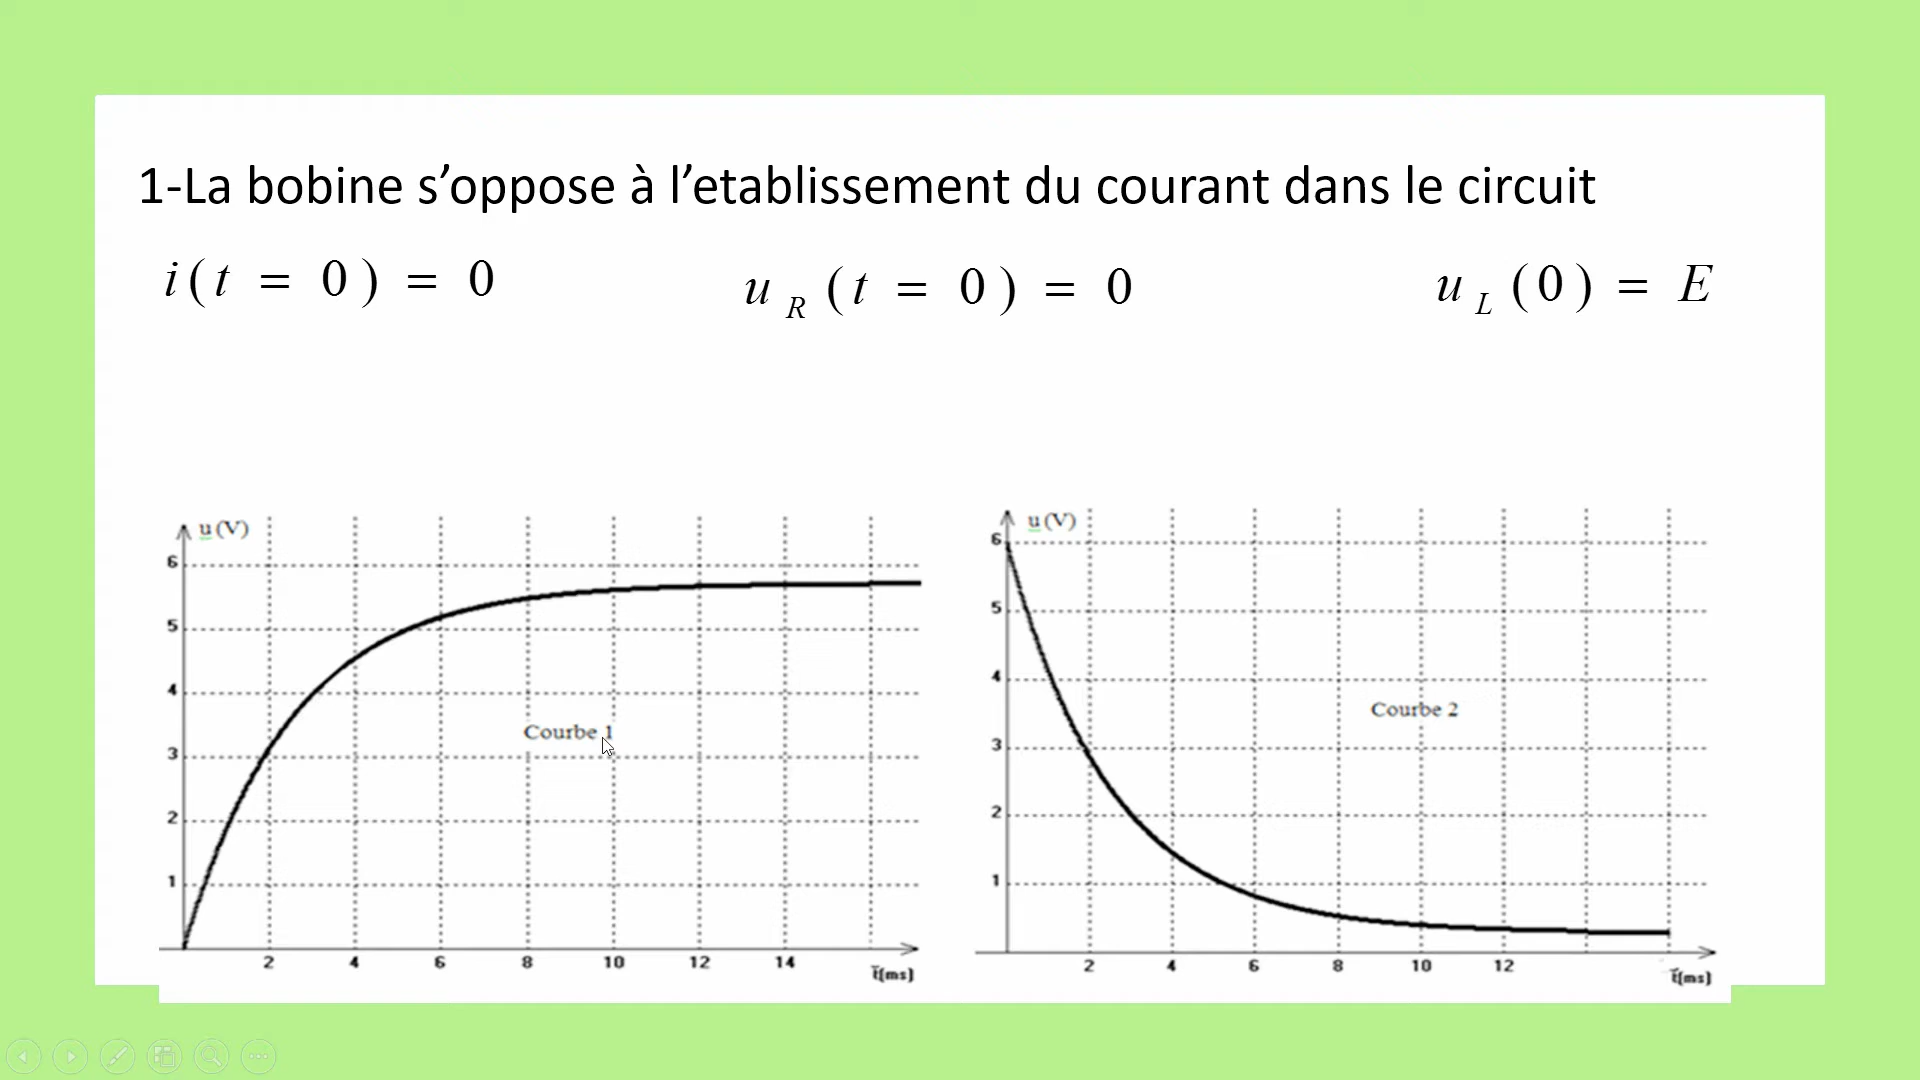 1-La bobine s’oppose à l’etablissement du courant dans le circuit
i(t = 0) = 0
u R (t = 0) = 0
u L (0) = E
u (V)
6
5
4
3
2
1
Courbe 1
2 4 6 8 10 12 14
t(ms)
u (V)
6
5
4
3
2
1
Courbe 2
2 4 6 8 10 12
t(ms)